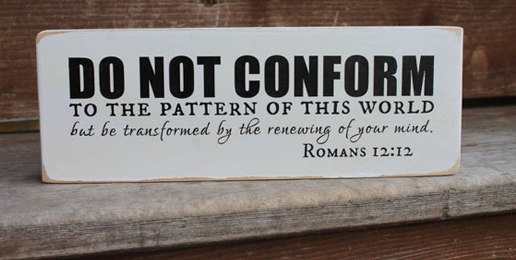 DO NOT CONFORM
TO THE PATTERN OF THIS WORLD
but be transformed by the renewing of your mind.
ROMANS 12:12